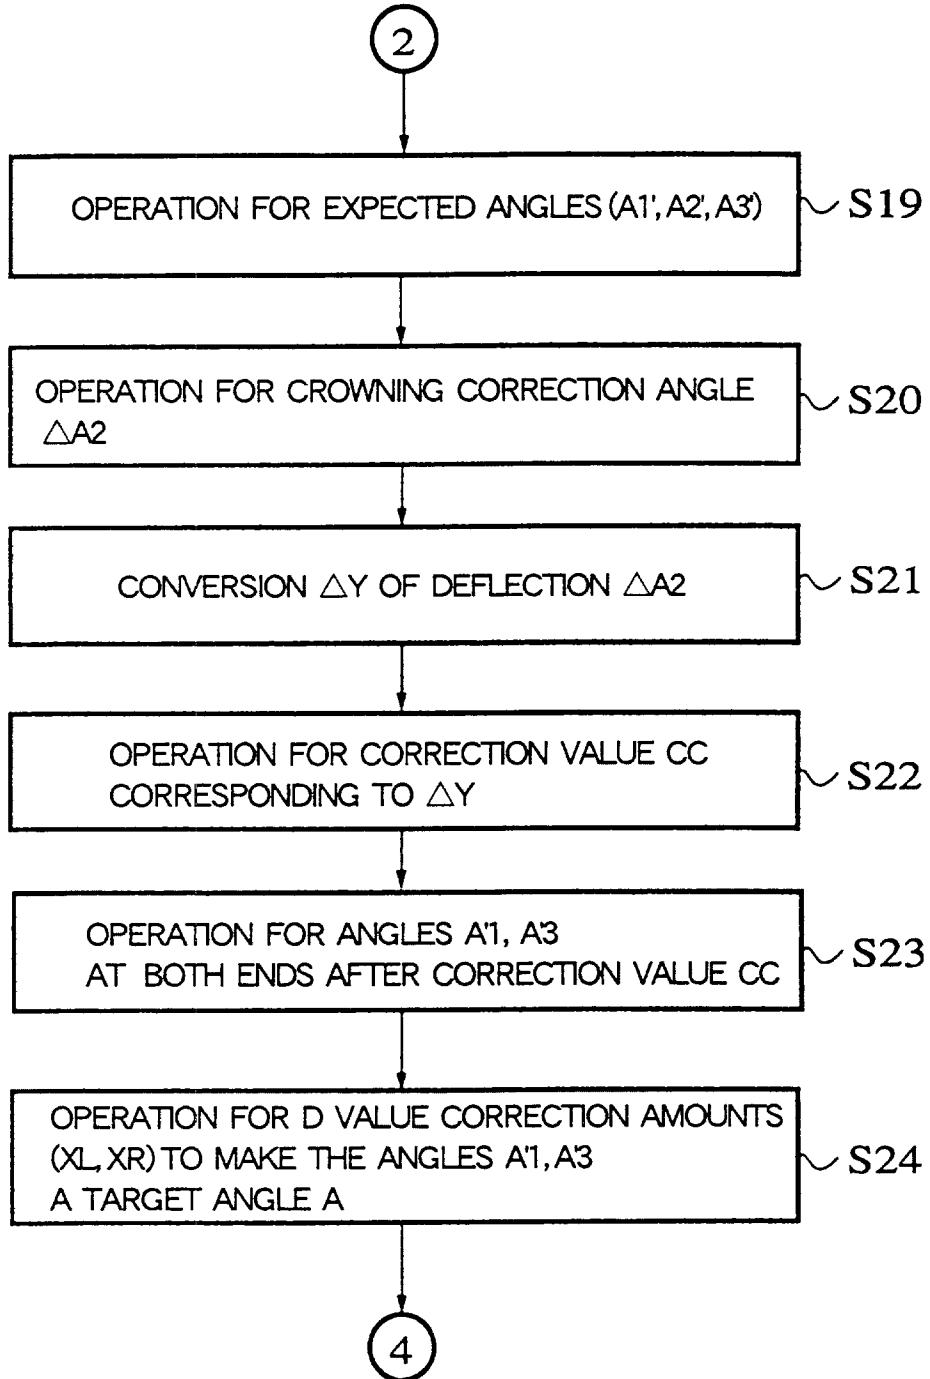 2
OPERATION FOR EXPECTED ANGLES (A1', A2', A3')
S19
OPERATION FOR CROWNING CORRECTION ANGLE
△A2
S20
CONVERSION △Y OF DEFLECTION △A2
S21
OPERATION FOR CORRECTION VALUE CC
CORRESPONDING TO △Y
S22
OPERATION FOR ANGLES A'1, A'3
AT BOTH ENDS AFTER CORRECTION VALUE CC
S23
OPERATION FOR D VALUE CORRECTION AMOUNTS
(XL, XR) TO MAKE THE ANGLES A'1, A'3
A TARGET ANGLE A
S24
4